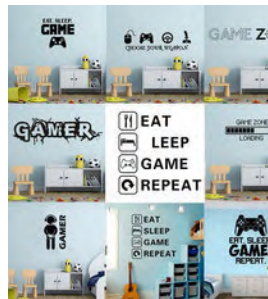 EAT. SLEEP.
GAME
CHOOSE YOUR WEAPON
GAME Z
GAMER
EAT
LEEP
GAME
REPEAT
GAME ZONE
LOADING
GAMER
EAT
SLEEP
GAME
REPEAT
EAT. SLEEP
GAME
REPEAT.